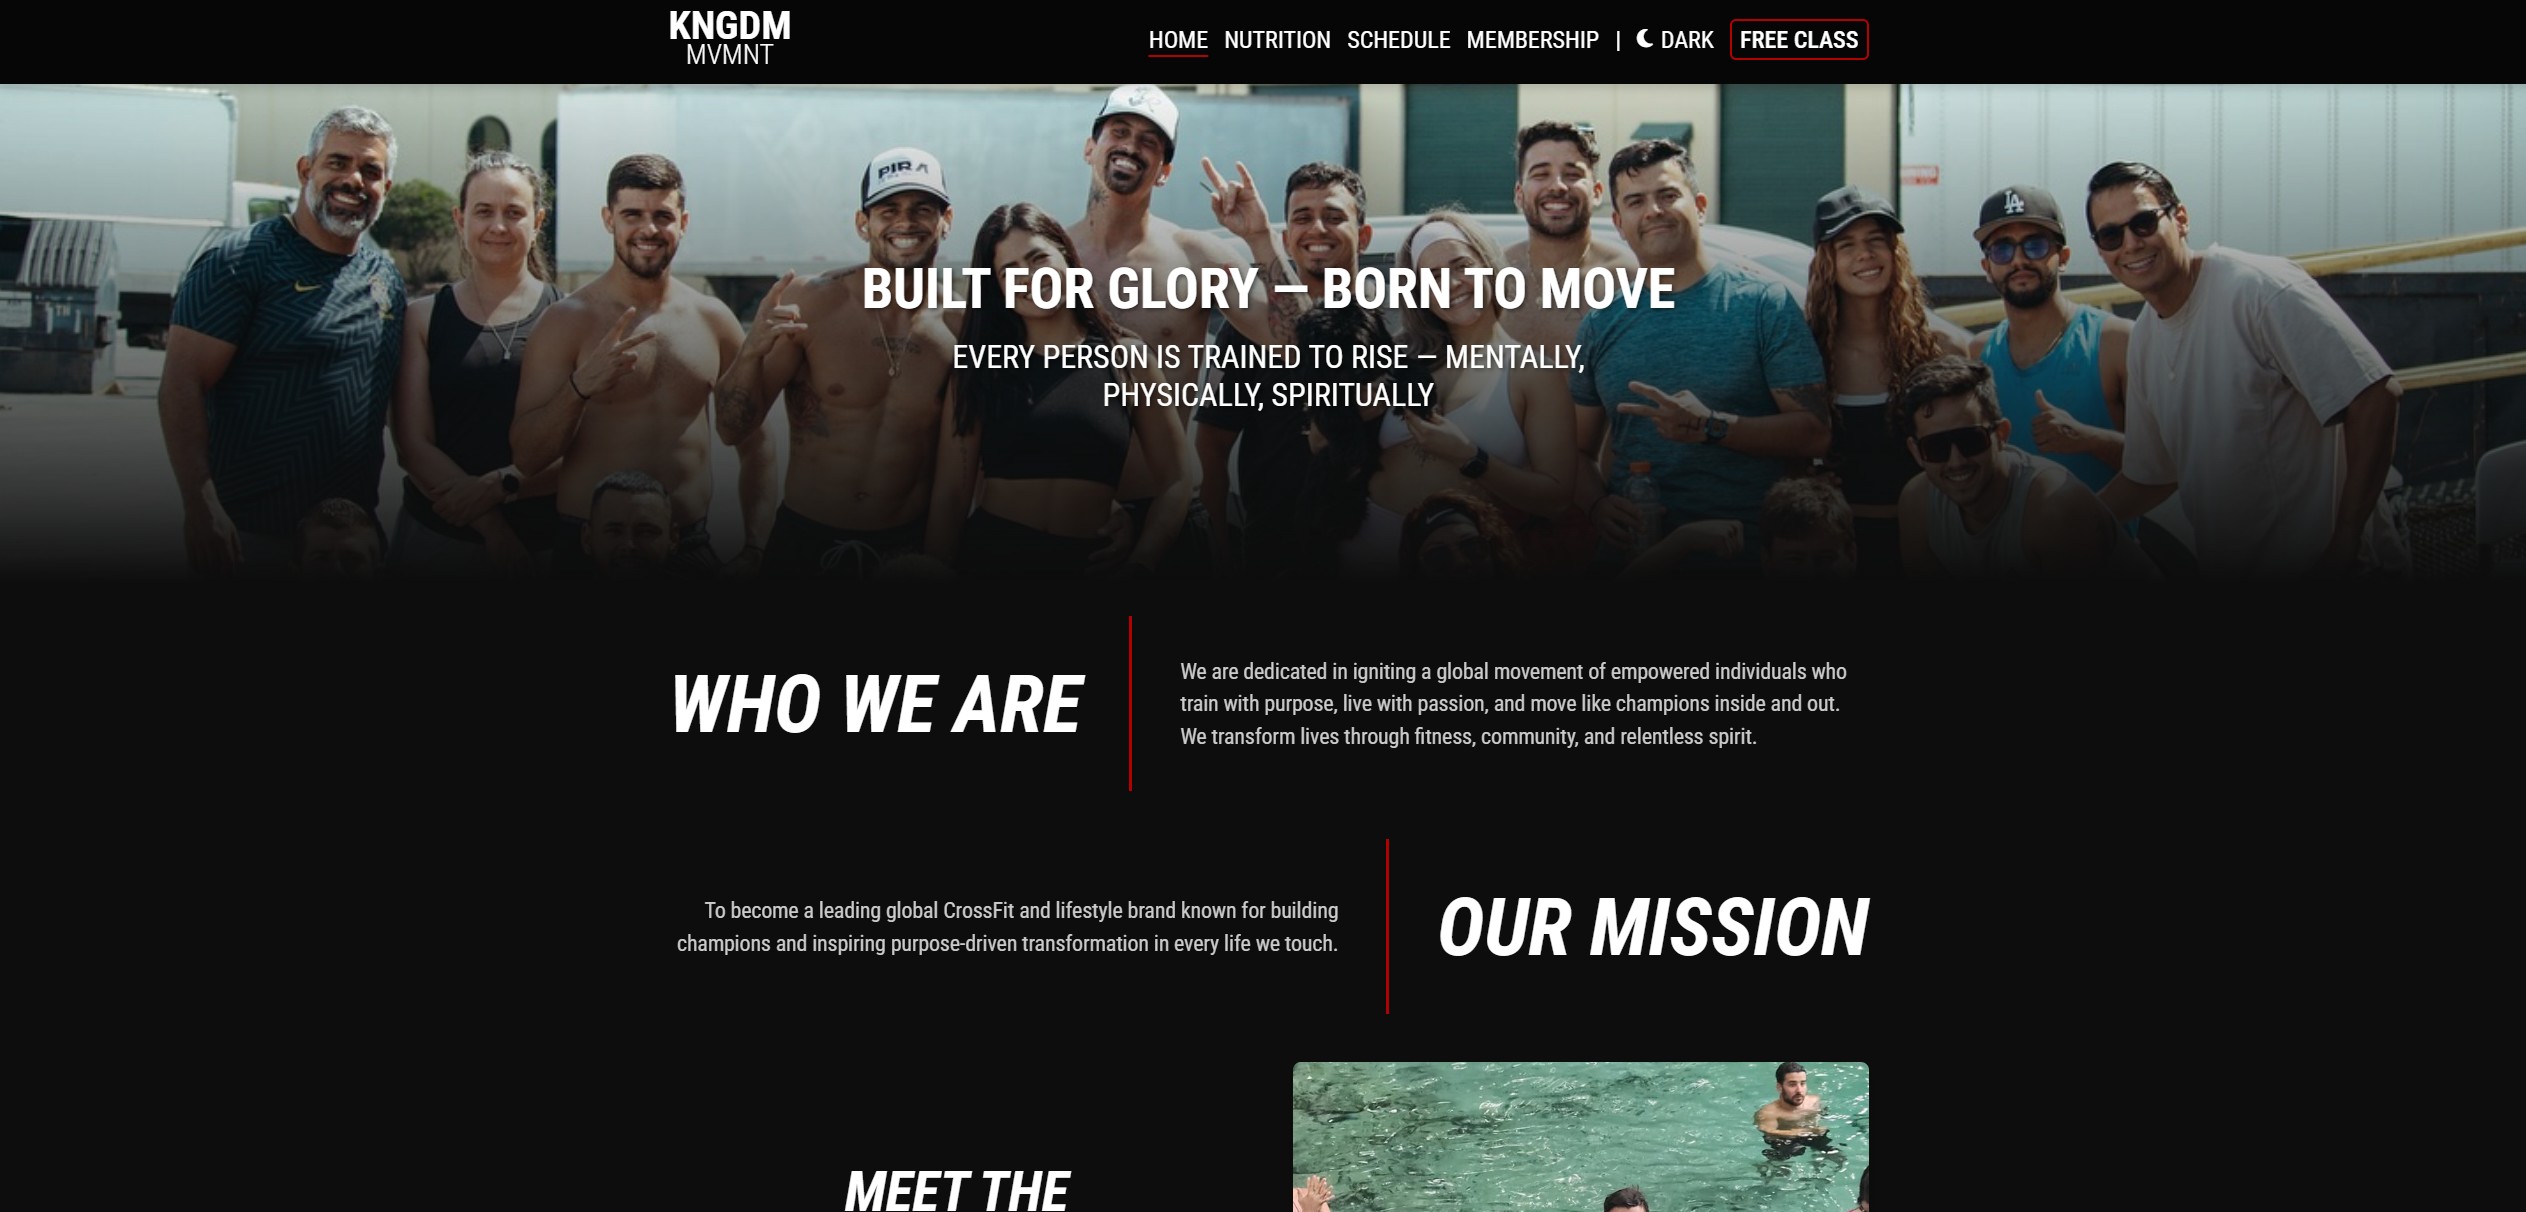 KNGDM
MVMNT
HOME NUTRITION SCHEDULE MEMBERSHIP | DARK FREE CLASS
PIRA
LA
BUILT FOR GLORY — BORN TO MOVE
EVERY PERSON IS TRAINED TO RISE — MENTALLY,
PHYSICALLY, SPIRITUALLY
WHO WE ARE
We are dedicated in igniting a global movement of empowered individuals who
train with purpose, live with passion, and move like champions inside and out.
We transform lives through fitness, community, and relentless spirit.
To become a leading global CrossFit and lifestyle brand known for building
champions and inspiring purpose-driven transformation in every life we touch.
OUR MISSION
MEET THE